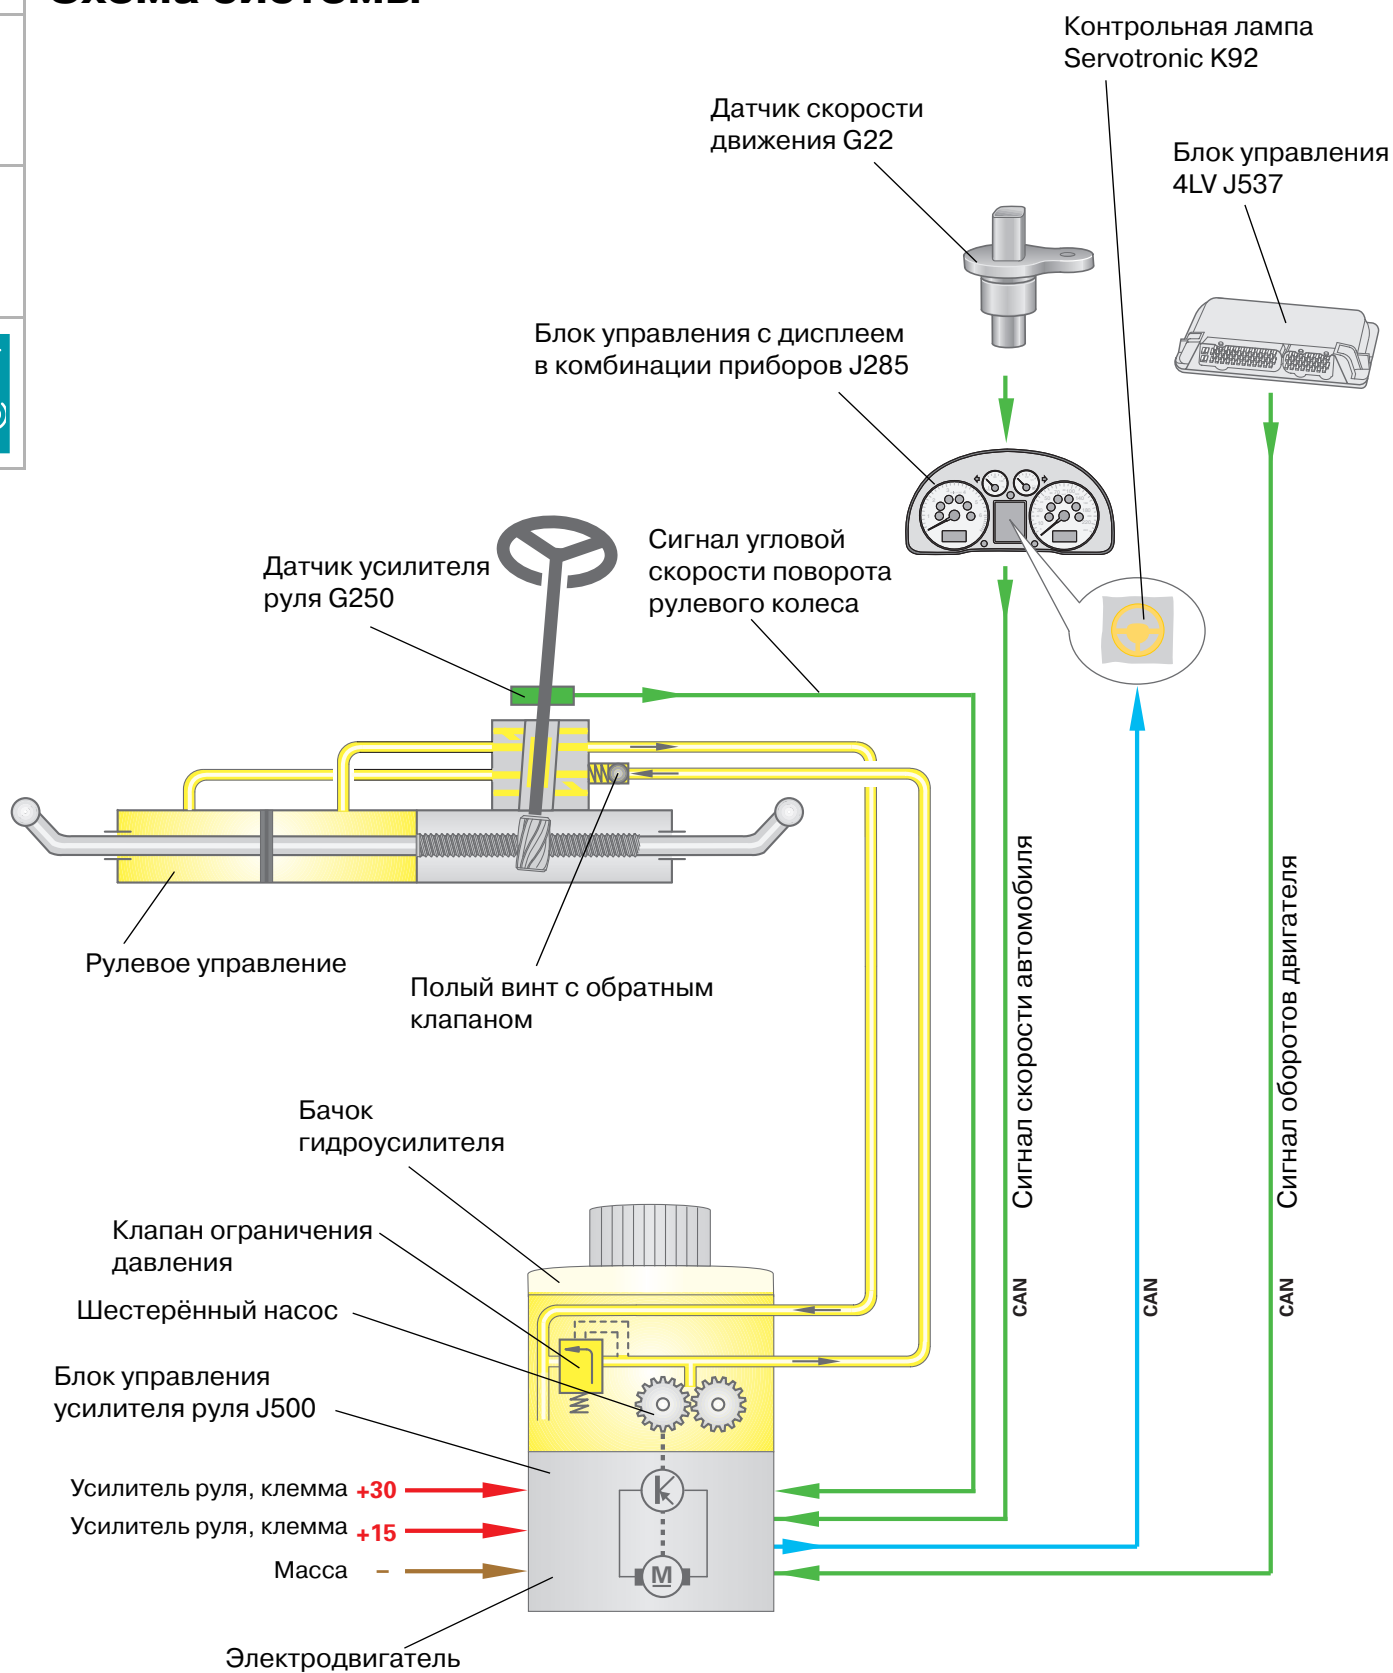 Схема системы
Контрольная лампа
Servotronic K92
Датчик скорости
движения G22
Блок управления
4LV J537
Блок управления с дисплеем
в комбинации приборов J285
Датчик усилителя
руля G250
Сигнал угловой
скорости поворота
рулевого колеса
Рулевое управление
Полый винт с обратным
клапаном
Сигнал скорости автомобиля
Сигнал оборотов двигателя
Бачок
гидроусилителя
Клапан ограничения
давления
Шестерённый насос
CAN
CAN
CAN
Блок управления
усилителя руля J500
Усилитель руля, клемма +30
Усилитель руля, клемма +15
Масса –
M
Электродвигатель